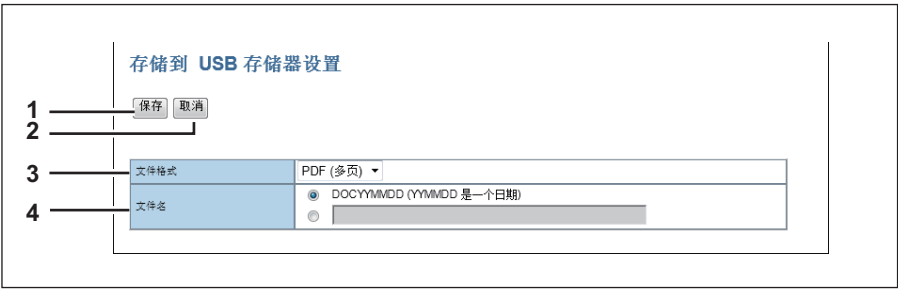 存储到 USB 存储器设置
1 保存 取消
2
3 文件格式 PDF (多页)
DOCYYMMDD (YYMMDD 是一个日期)
4 文件名